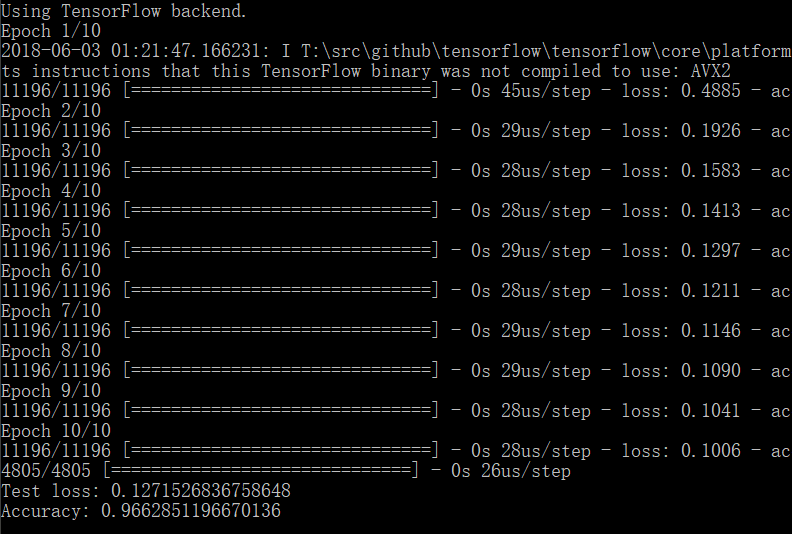 Using TensorFlow backend.
Epoch 1/10
2018-06-03 01:21:47.166231: I T:\src\github\tensorflow\tensorflow\core\platform
ts instructions that this TensorFlow binary was not compiled to use: AVX2
11196/11196 [==============================] - 0s 45us/step - loss: 0.4885 - ac
Epoch 2/10
11196/11196 [==============================] - 0s 29us/step - loss: 0.1926 - ac
Epoch 3/10
11196/11196 [==============================] - 0s 28us/step - loss: 0.1583 - ac
Epoch 4/10
11196/11196 [==============================] - 0s 28us/step - loss: 0.1413 - ac
Epoch 5/10
11196/11196 [==============================] - 0s 29us/step - loss: 0.1297 - ac
Epoch 6/10
11196/11196 [==============================] - 0s 28us/step - loss: 0.1211 - ac
Epoch 7/10
11196/11196 [==============================] - 0s 29us/step - loss: 0.1146 - ac
Epoch 8/10
11196/11196 [==============================] - 0s 29us/step - loss: 0.1090 - ac
Epoch 9/10
11196/11196 [==============================] - 0s 28us/step - loss: 0.1041 - ac
Epoch 10/10
11196/11196 [==============================] - 0s 28us/step - loss: 0.1006 - ac
4805/4805 [==============================] - 0s 26us/step
Test loss: 0.1271526836758648
Accuracy: 0.9662851196670136